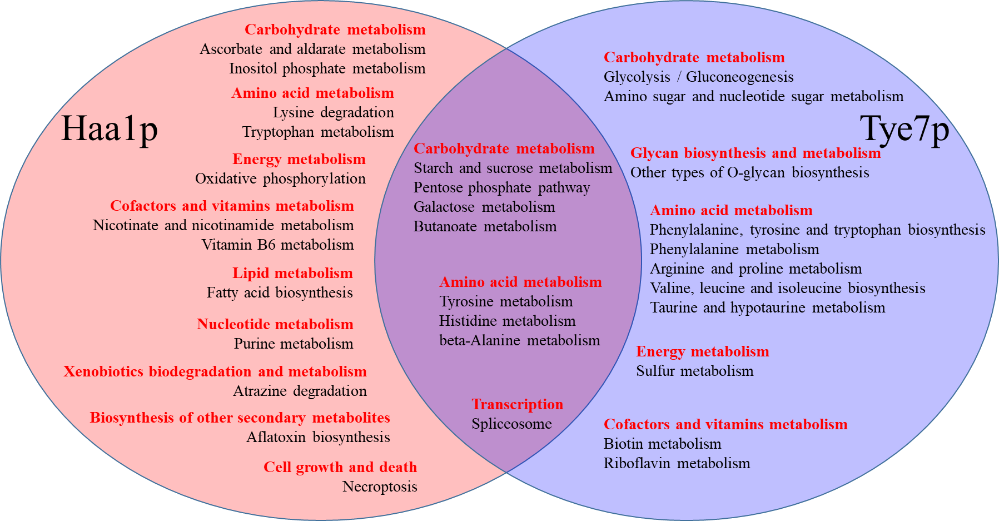 Haa1p
Carbohydrate metabolism
Ascorbate and aldarate metabolism
Inositol phosphate metabolism
Amino acid metabolism
Lysine degradation
Tryptophan metabolism
Energy metabolism
Oxidative phosphorylation
Cofactors and vitamins metabolism
Nicotinate and nicotinamide metabolism
Vitamin B6 metabolism
Lipid metabolism
Fatty acid biosynthesis
Nucleotide metabolism
Purine metabolism
Xenobiotics biodegradation and metabolism
Atrazine degradation
Biosynthesis of other secondary metabolites
Aflatoxin biosynthesis
Cell growth and death
Necroptosis
Carbohydrate metabolism
Starch and sucrose metabolism
Pentose phosphate pathway
Galactose metabolism
Butanoate metabolism
Amino acid metabolism
Tyrosine metabolism
Histidine metabolism
beta-Alanine metabolism
Transcription
Spliceosome
Tye7p
Carbohydrate metabolism
Glycolysis / Gluconeogenesis
Amino sugar and nucleotide sugar metabolism
Glycan biosynthesis and metabolism
Other types of O-glycan biosynthesis
Amino acid metabolism
Phenylalanine, tyrosine and tryptophan biosynthesis
Phenylalanine metabolism
Arginine and proline metabolism
Valine, leucine and isoleucine biosynthesis
Taurine and hypotaurine metabolism
Energy metabolism
Sulfur metabolism
Cofactors and vitamins metabolism
Biotin metabolism
Riboflavin metabolism